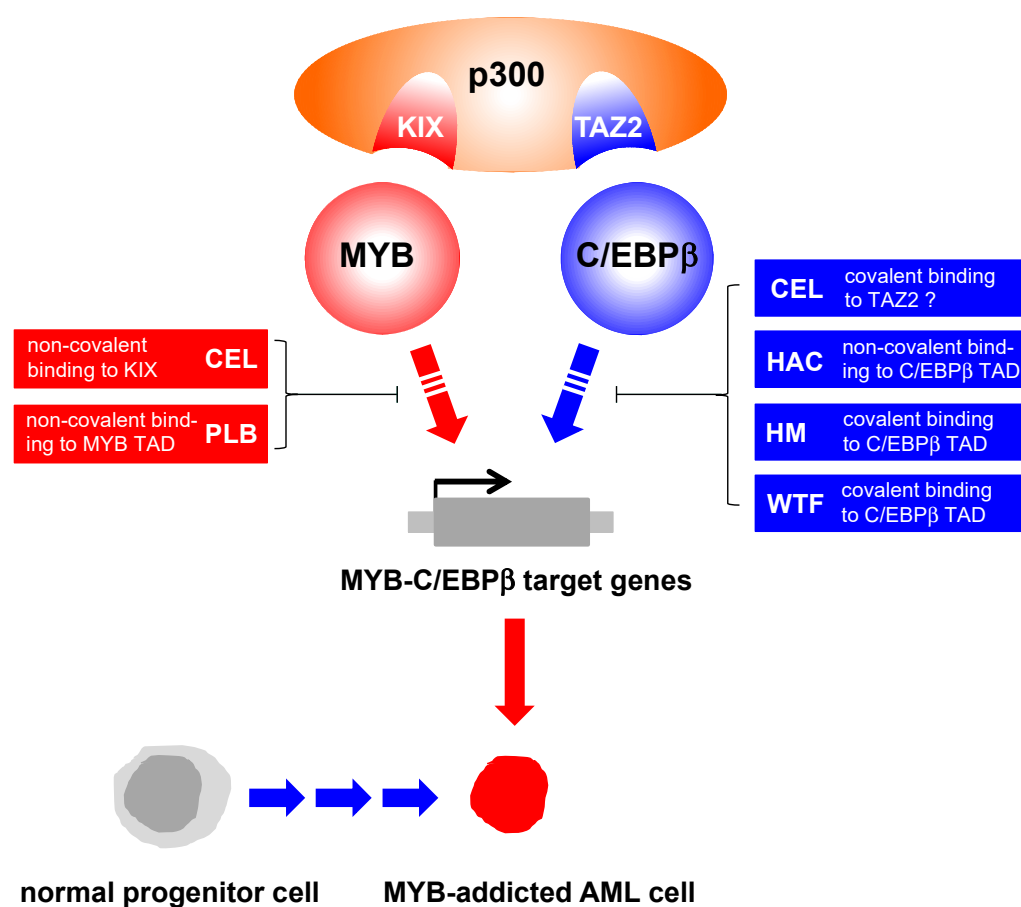 p300
KIX
TAZ2
MYB
C/EBPβ
non-covalent
binding to KIX
CEL
non-covalent bind-
ing to MYB TAD
PLB
CEL
covalent binding
to TAZ2 ?
HAC
non-covalent bind-
ing to C/EBPβ TAD
HM
covalent binding
to C/EBPβ TAD
WTF
covalent binding
to C/EBPβ TAD
MYB-C/EBPβ target genes
normal progenitor cell
MYB-addicted AML cell